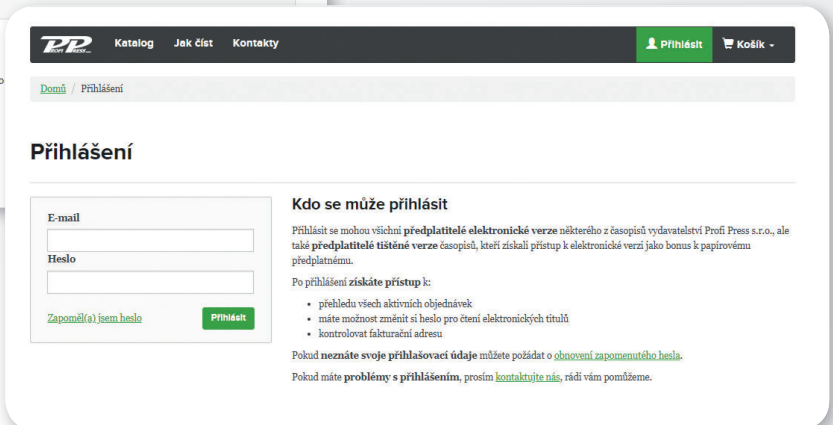 PP
PROFI PRESS s.r.o.
Katalog Jak číst Kontakty Přihlásit Košík
Domů / Přihlášení
Přihlášení
E-mail
Heslo
Zapoměl(a) jsem heslo Přihlásit
Kdo se může přihlásit
Přihlásit se mohou všichni předplatitelé elektronické verze některého z časopisů vydavatelství Profi Press s.r.o., ale
také předplatitelé tištěné verze časopisů, kteří získali přístup k elektronické verzi jako bonus k papírovému
předplatnému.
Po přihlášení získáte přístup k:
• přehledu všech aktivních objednávek
• máte možnost změnit si heslo pro čtení elektronických titulů
• kontrolovat fakturační adresu
Pokud neznáte svoje přihlašovací údaje můžete požádat o obnovení zapomenutého hesla.
Pokud máte problémy s přihlášením, prosím kontaktujte nás, rádi vám pomůžeme.